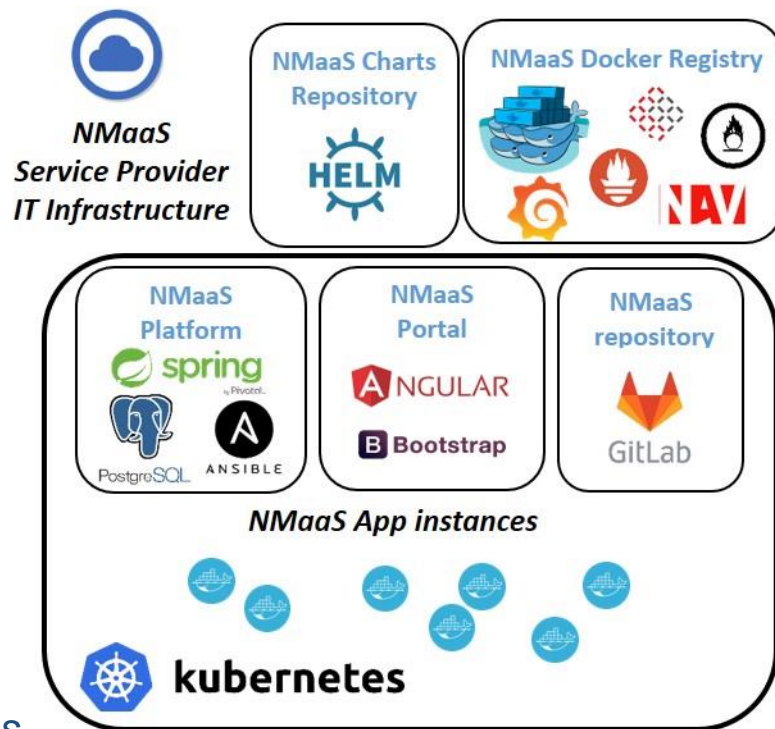 NMaaS
Service Provider
IT Infrastructure
NMaaS Charts
Repository
HELM
NMaaS Docker Registry
NAV
NMaaS
Platform
spring
by Pivotal
PostgreSQL
ANSIBLE
NMaaS
Portal
ANGULAR
B Bootstrap
NMaaS
repository
GitLab
NMaaS App instances
kubernetes